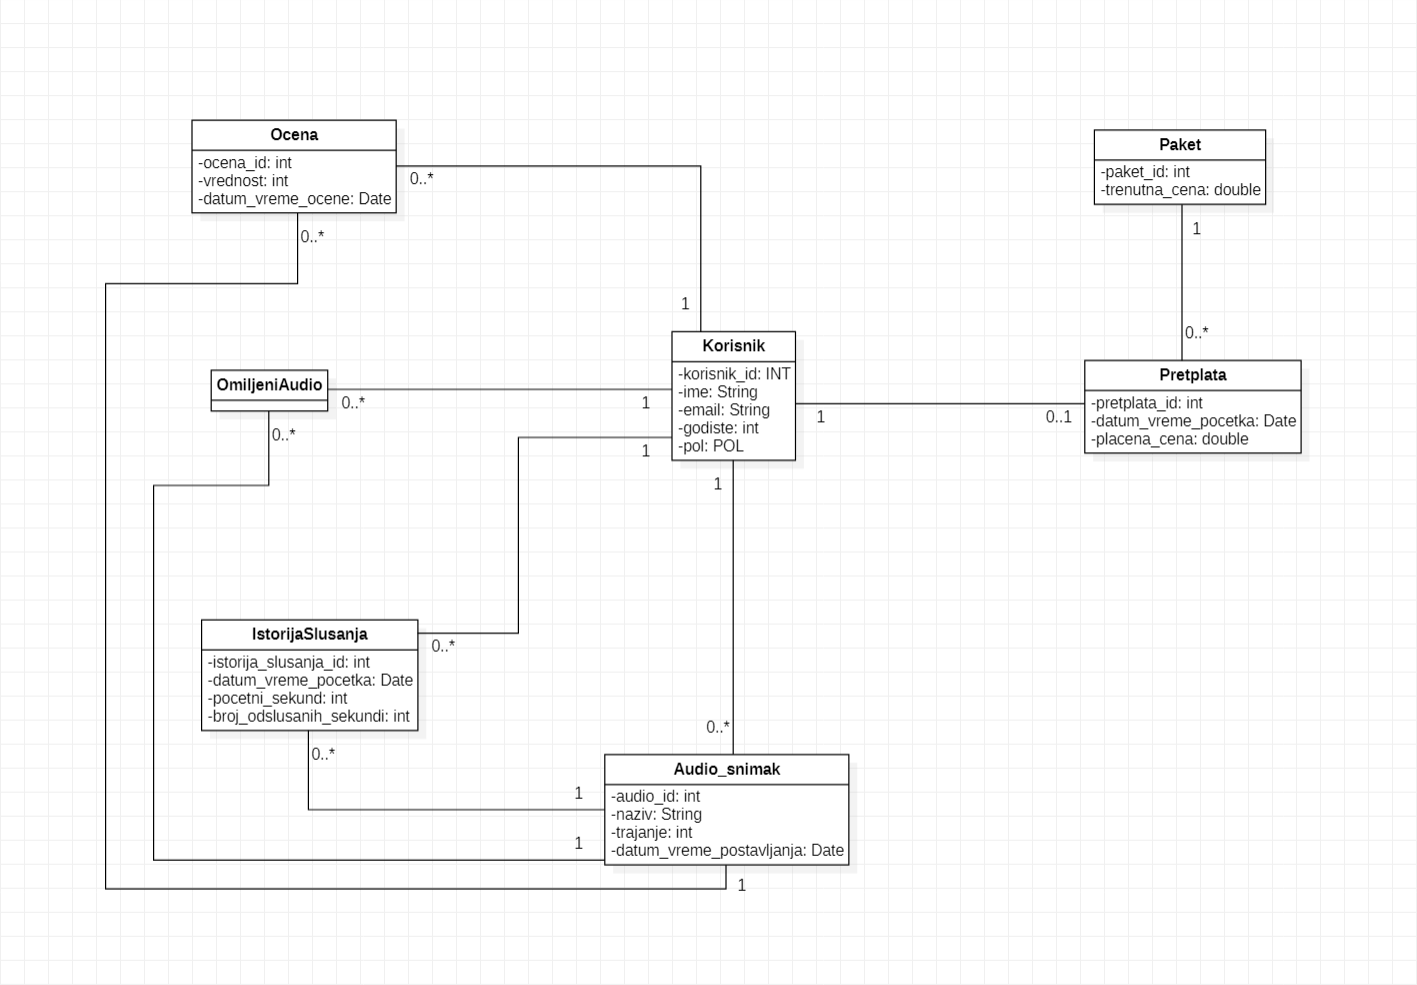 Ocena
-ocena_id: int
-vrednost: int
-datum_vreme_ocene: Date
0..*
0..*
Paket
-paket_id: int
-trenutna_cena: double
1
0..*
1
Korisnik
-korisnik_id: INT
-ime: String
-email: String
-godiste: int
-pol: POL
Pretplata
-pretplata_id: int
-datum_vreme_pocetka: Date
-placena_cena: double
1
0..1
OmiljeniAudio
0..*
1
0..*
1
1
IstorijaSlusanja
-istorija_slusanja_id: int
-datum_vreme_pocetka: Date
-pocetni_sekund: int
-broj_odslusanih_sekundi: int
0..*
0..*
0..*
Audio_snimak
-audio_id: int
-naziv: String
-trajanje: int
-datum_vreme_postavljanja: Date
1
1
1